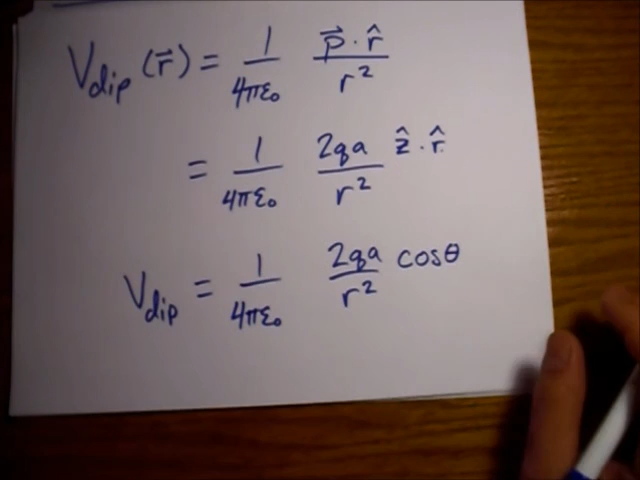 V_dip (r⃗) = 1/4πε₀ p⃗·r̂/r²
= 1/4πε₀ 2qa/r² ẑ·r̂
V_dip = 1/4πε₀ 2qa/r² cosθ